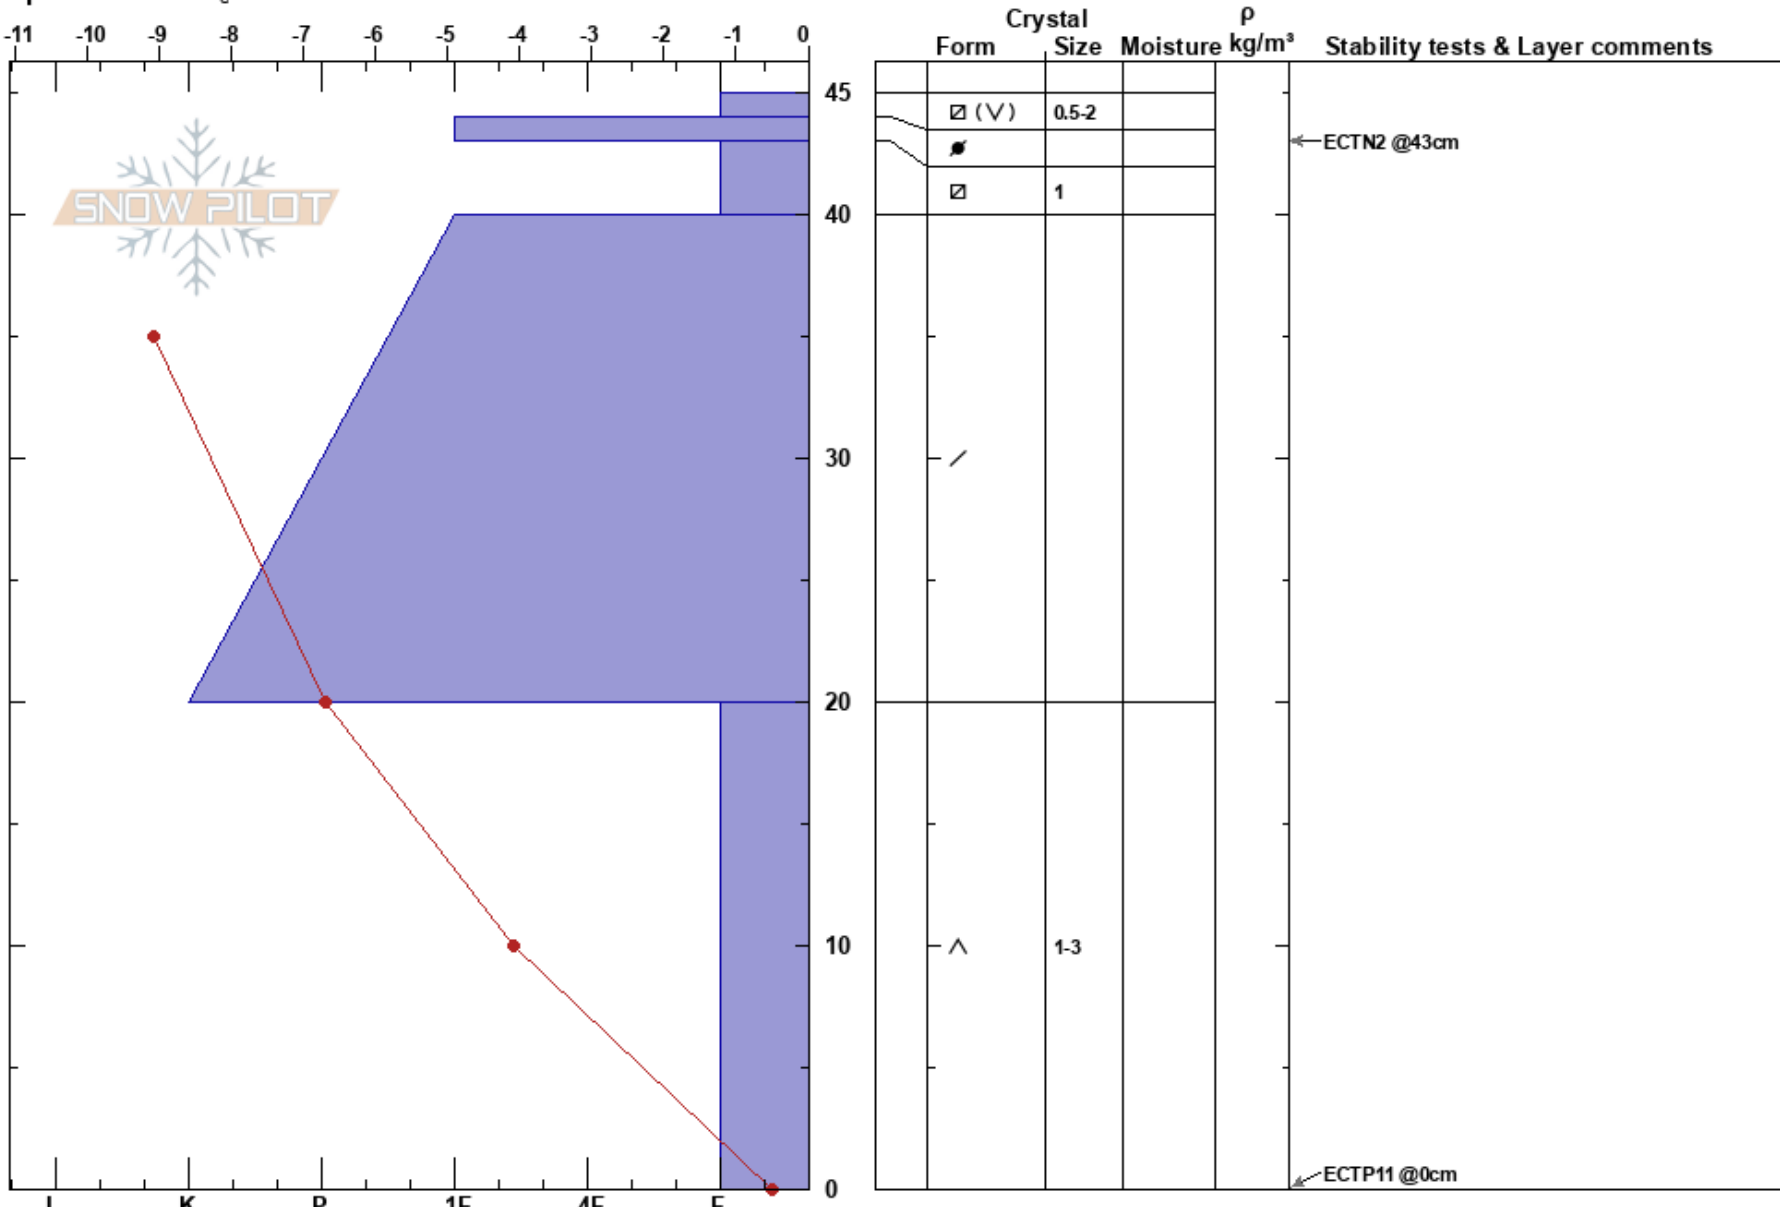 -11 -10 -9 -8 -7 -6 -5 -4 -3 -2 -1 0
Crystal ρ
Form Size Moisture kg/m³ Stability tests & Layer comments
45
(V) 0.5-2
ECTN2 @43cm
1
40
SNOW PILOT
30
20
10
1-3
ECTP11 @0cm
0
I K P 1F 4F F